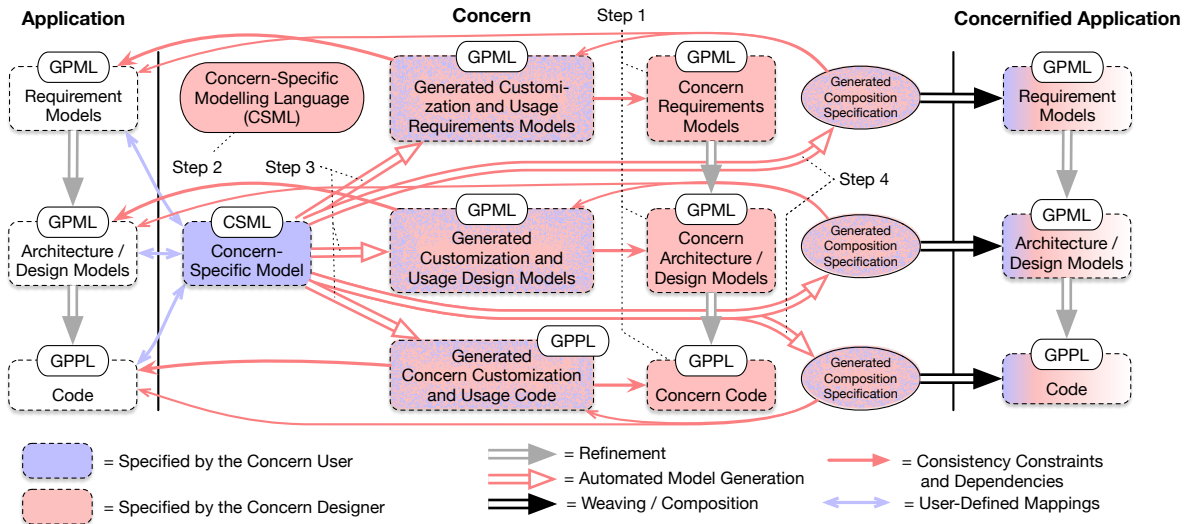 Application
Concern
Step 1
Concernified Application
GPML
Requirement
Models
Concern-Specific
Modelling Language
(CSML)
GPML
Generated Customi-
zation and Usage
Requirements Models
GPML
Concern
Requirements
Models
Generated
Composition
Specification
GPML
Requirement
Models
Step 2
Step 3
Step 4
GPML
Architecture /
Design Models
CSML
Concern-
Specific Model
GPML
Generated
Customization and
Usage Design Models
GPML
Concern
Architecture /
Design Models
Generated
Composition
Specification
GPML
Architecture /
Design Models
GPPL
Code
GPPL
Generated
Concern Customization
and Usage Code
GPPL
Concern Code
Generated
Composition
Specification
GPPL
Code
= Specified by the Concern User
= Specified by the Concern Designer
= Refinement
= Automated Model Generation
= Weaving / Composition
= Consistency Constraints
and Dependencies
= User-Defined Mappings